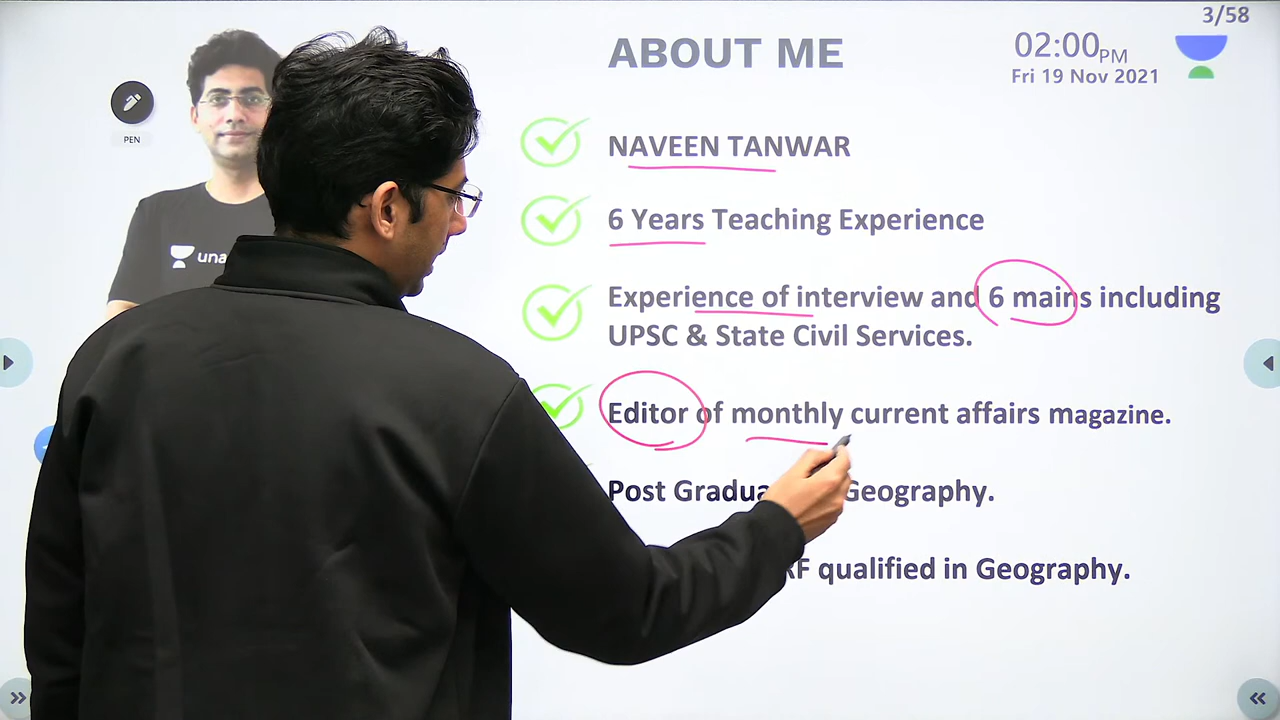 3/58
ABOUT ME
02:00PM
Fri 19 Nov 2021
PEN
NAVEEN TANWAR
6 Years Teaching Experience
una
Experience of interview and 6 mains including
UPSC & State Civil Services.
Editor of monthly current affairs magazine.
Post Geography.
qualified in Geography.